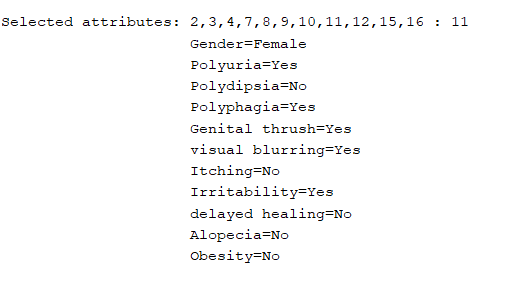 Selected attributes: 2,3,4,7,8,9,10,11,12,15,16 : 11
Gender=Female
Polyuria=Yes
Polydipsia=No
Polyphagia=Yes
Genital thrush=Yes
visual blurring=Yes
Itching=No
Irritability=Yes
delayed healing=No
Alopecia=No
Obesity=No